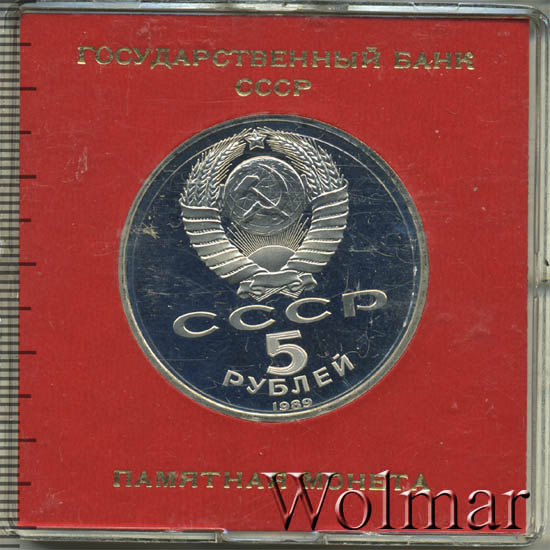 ГОСУДАРСТВЕННЫЙ БАНК
СССР
СССР
5
РУБЛЕЙ
1989
ПАМЯТНАЯ МОНЕТА
Wolmar